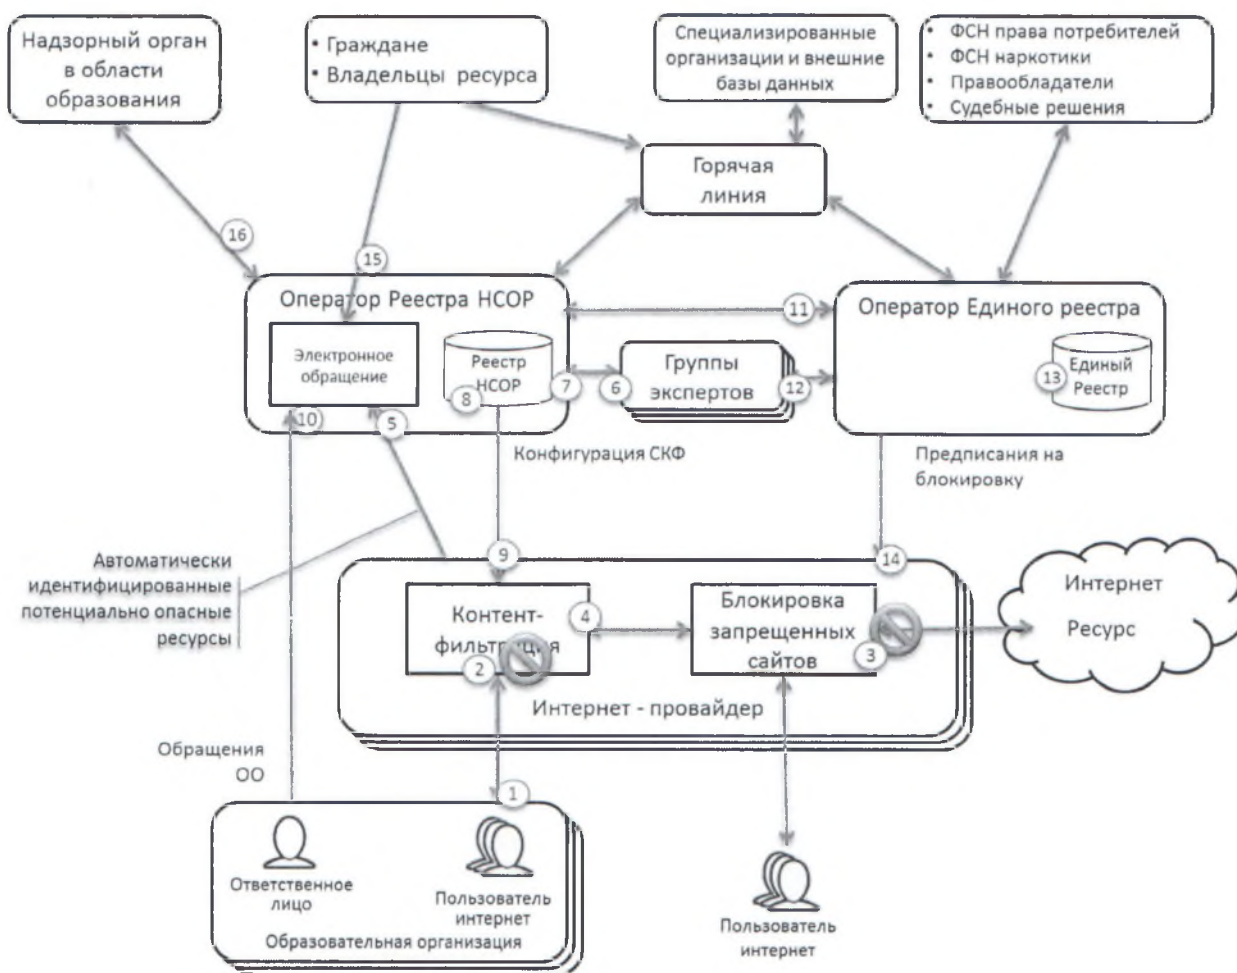 Надзорный орган
в области
образования
• Граждане
• Владельцы ресурса
Специализированные
организации и внешние
базы данных
• ФСН права потребителей
• ФСН наркотики
• Правообладатели
• Судебные решения
Горячая
линия
16
15
Оператор Реестра НСОР
11
Оператор Единого реестра
Электронное
обращение
Реестр
НСОР
8
7
6
Группы
экспертов
12
13
Единый
Реестр
10
5
Конфигурация СКФ
Предписания на
блокировку
Автоматически
идентифицированные
потенциально опасные
ресурсы
9
14
Контент-
фильтрация
2
4
Блокировка
запрещенных
сайтов
3
Интернет
Ресурс
Интернет - провайдер
Обращения
ОО
1
Ответственное
лицо
Пользователь
интернет
Образовательная организация
Пользователь
интернет